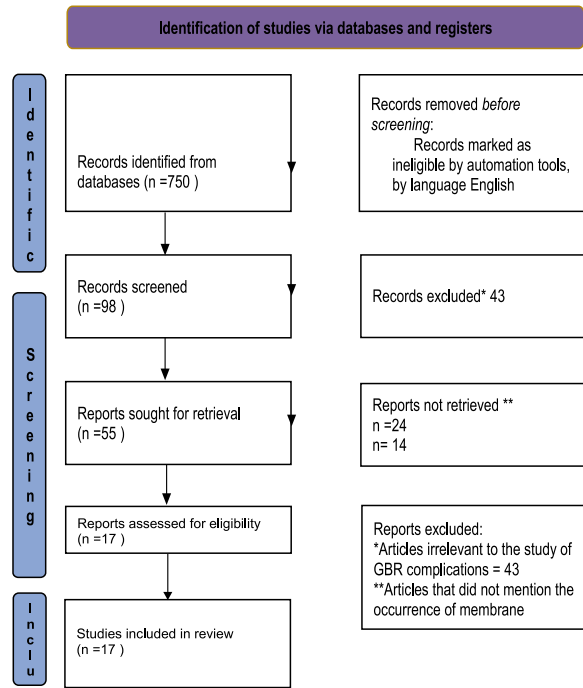 Identification of studies via databases and registers
Identific
Records identified from
databases (n =750 )
Records removed before
screening:
Records marked as
ineligible by automation tools,
by language English
Records screened
(n =98 )
Records excluded* 43
Screening
Reports sought for retrieval
(n =55 )
Reports not retrieved **
n =24
n= 14
Reports assessed for eligibility
(n =17 )
Reports excluded:
*Articles irrelevant to the study of
GBR complications = 43
**Articles that did not mention the
occurrence of membrane
Inclu
Studies included in review
(n =17 )